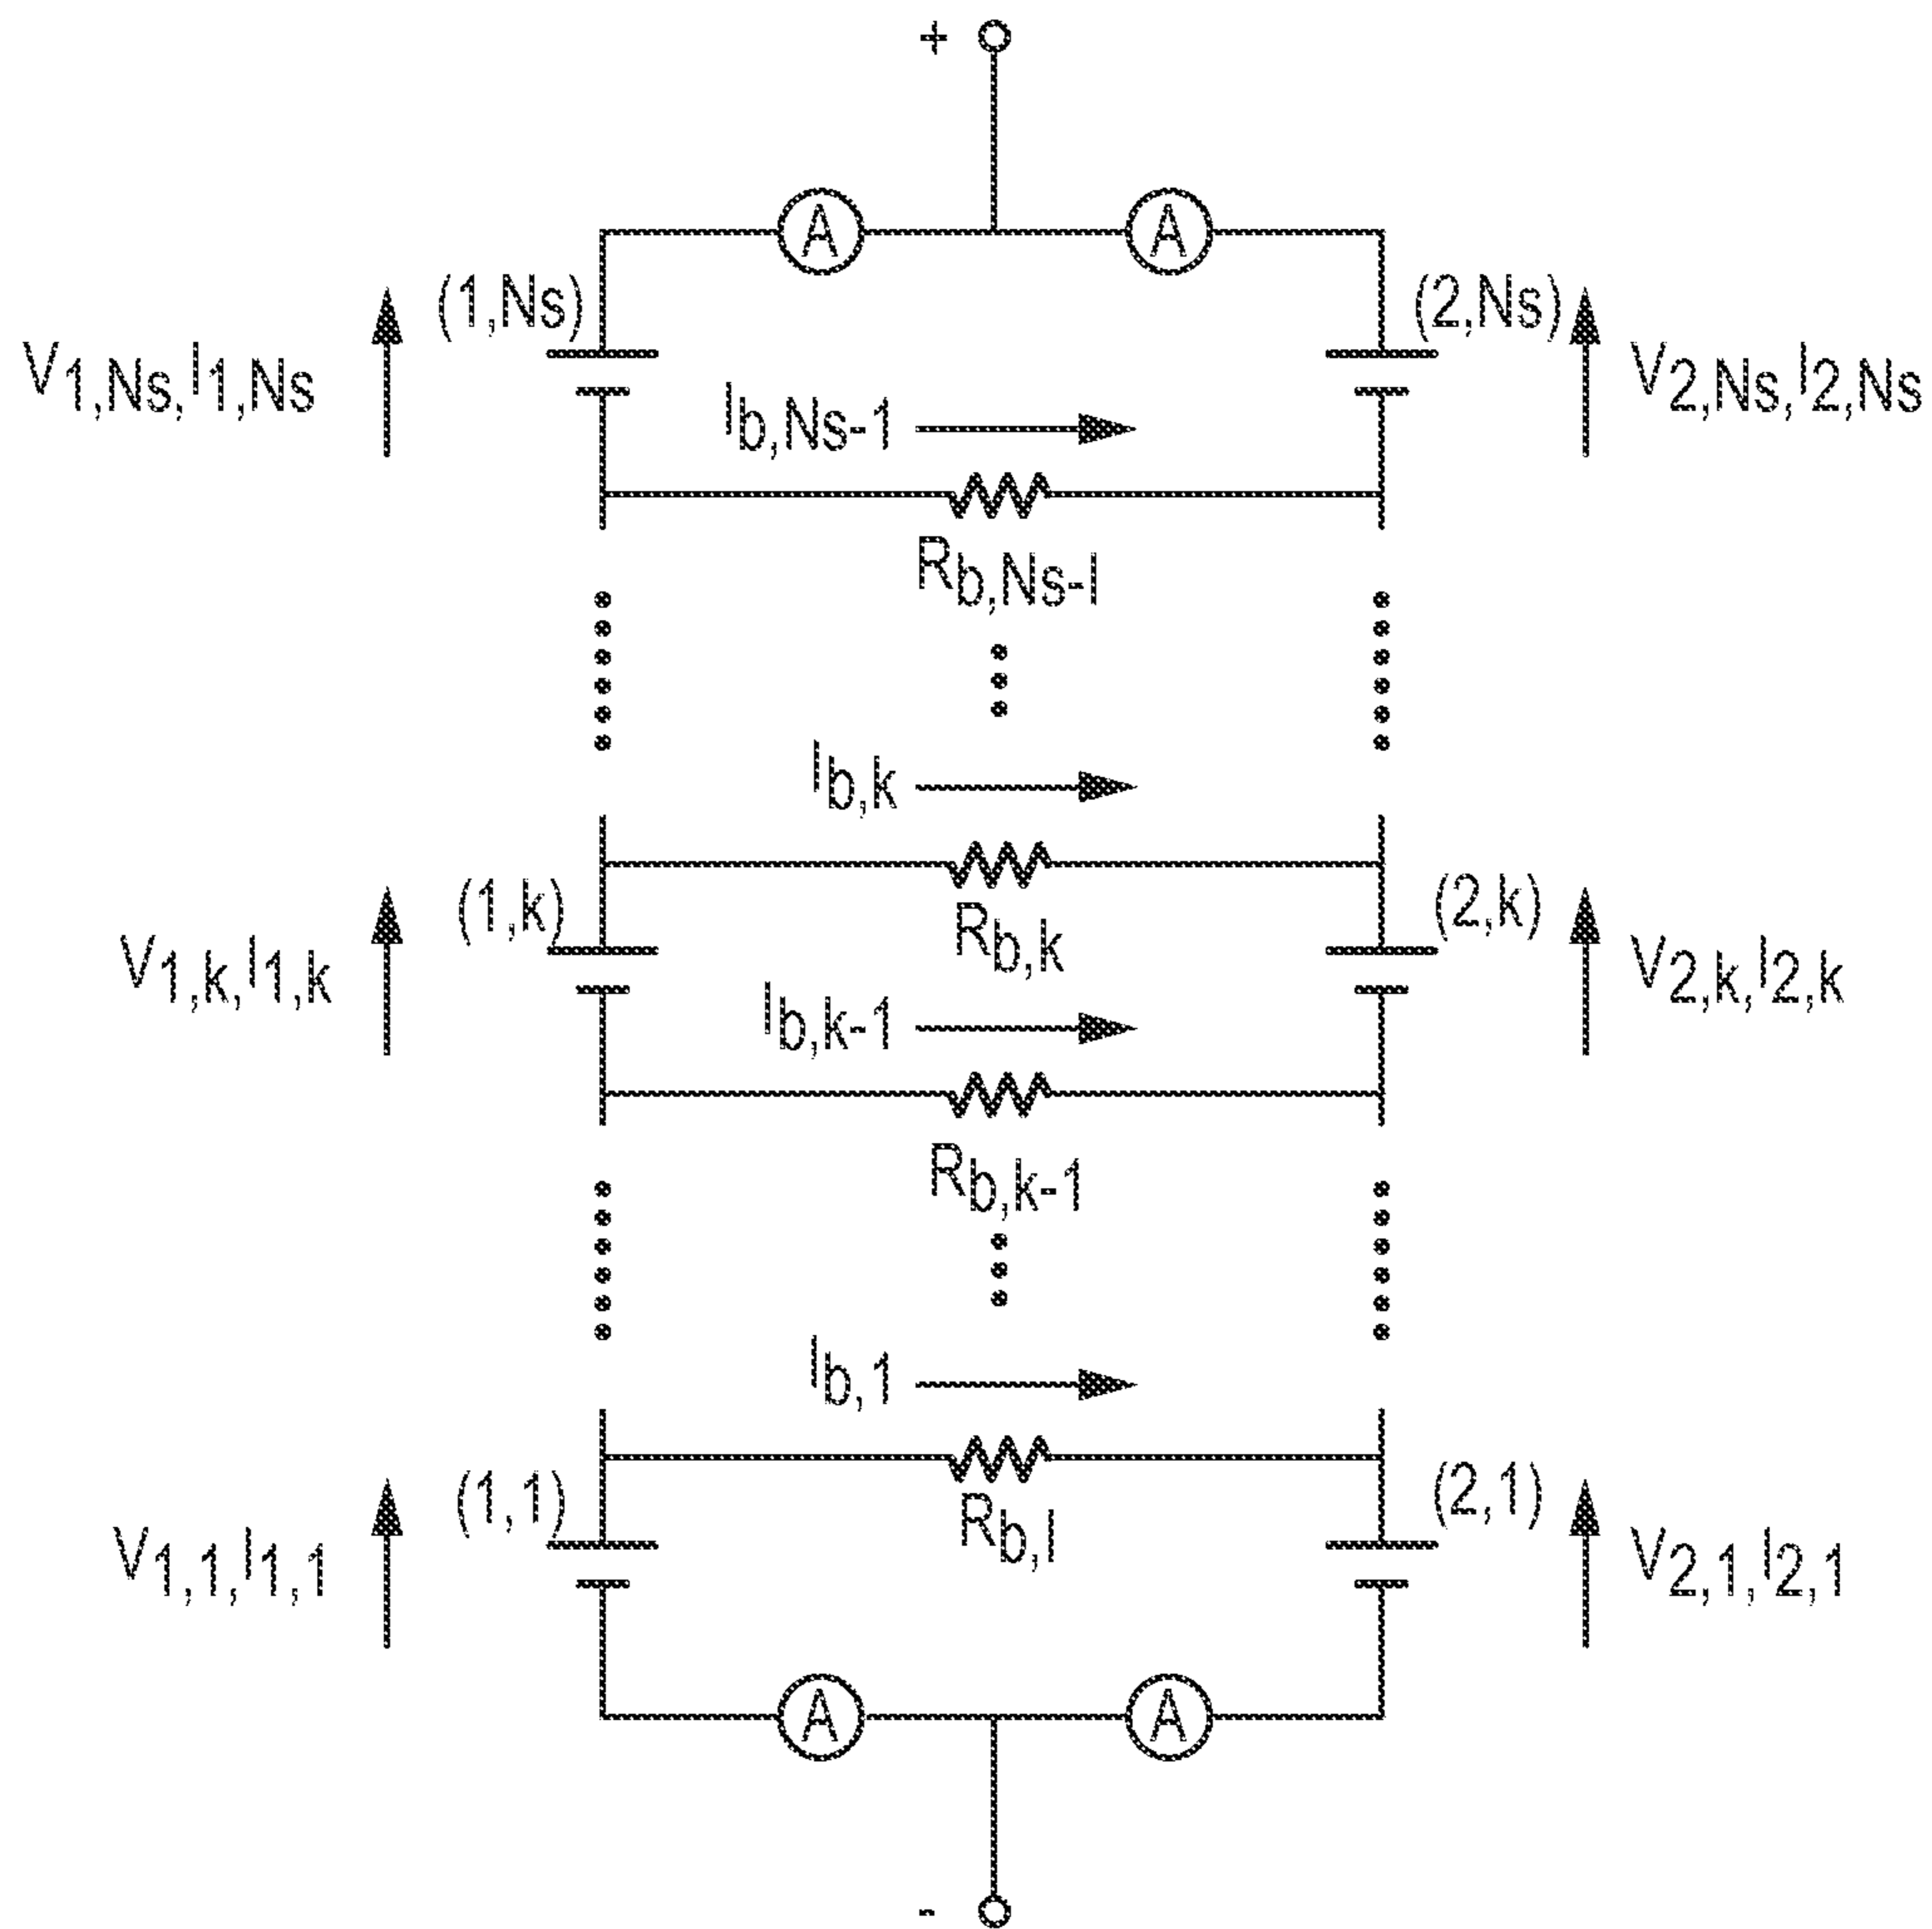 +
A A
(1,Ns) (2,Ns)
V1,Ns,I1,Ns V2,Ns,I2,Ns
Ib,Ns-1
Rb,Ns-I
Ib,k
(1,k) (2,k)
Rb,k
V1,k,I1,k V2,k,I2,k
Ib,k-1
Rb,k-1
Ib,1
(1,1) (2,1)
Rb,I
V1,1,I1,1 V2,1,I2,1
A A
-